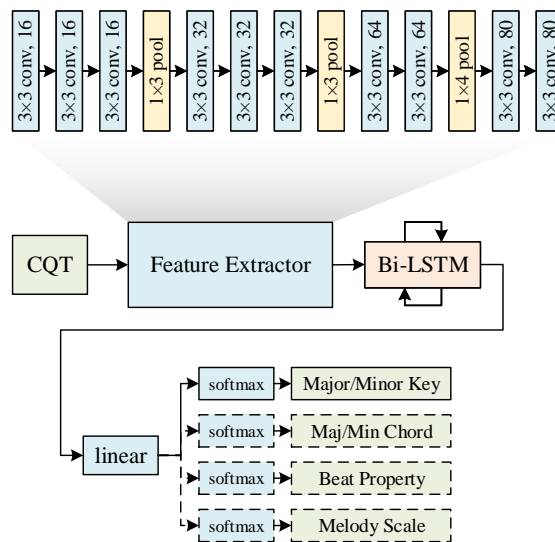 3×3 conv, 16
3×3 conv, 16
3×3 conv, 16
1×3 pool
3×3 conv, 32
3×3 conv, 32
3×3 conv, 32
1×3 pool
3×3 conv, 64
3×3 conv, 64
1×4 pool
3×3 conv, 80
3×3 conv, 80
CQT
Feature Extractor
Bi-LSTM
linear
softmax
Major/Minor Key
softmax
Maj/Min Chord
softmax
Beat Property
softmax
Melody Scale